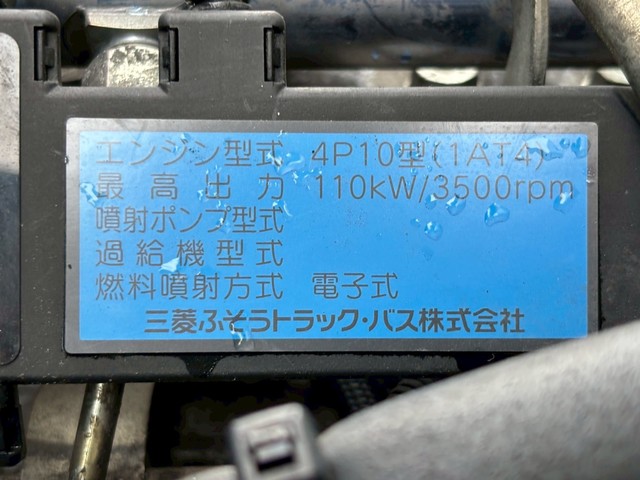 エンジン型式 4P10型(1AT4)
最高出力 110kW/3500rpm
噴射ポンプ型式
過給機型式
燃料噴射方式 電子式
三菱ふそうトラック・バス株式会社